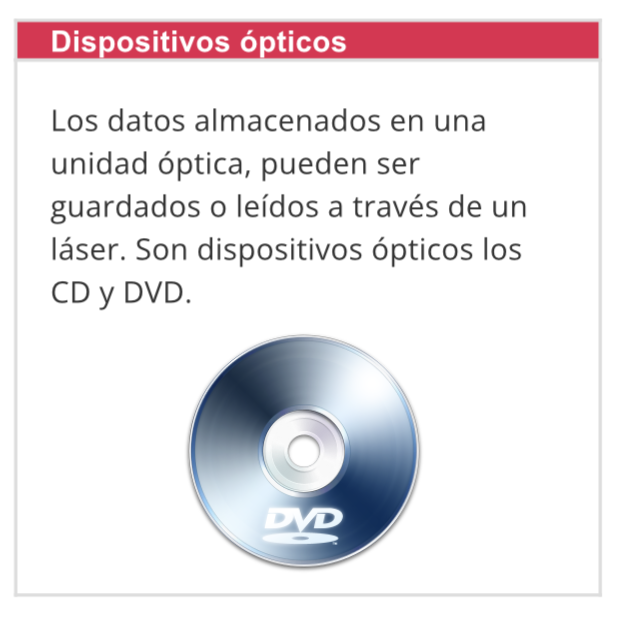 Dispositivos ópticos
Los datos almacenados en una
unidad óptica, pueden ser
guardados o leídos a través de un
láser. Son dispositivos ópticos los
CD y DVD.
DVD